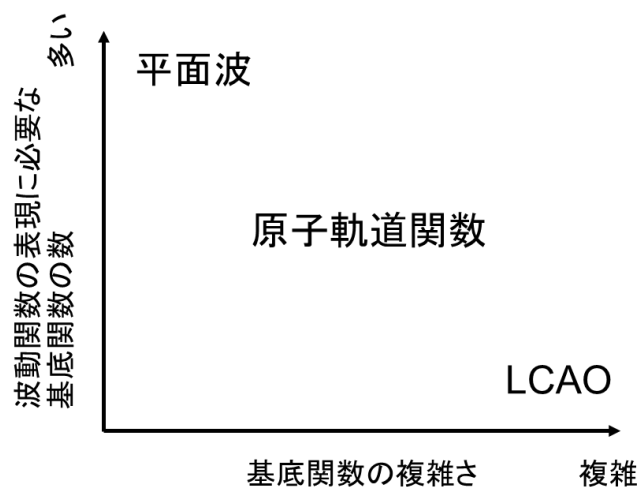 多い
平面波
波動関数の表現に必要な
基底関数の数
原子軌道関数
LCAO
基底関数の複雑さ
複雑